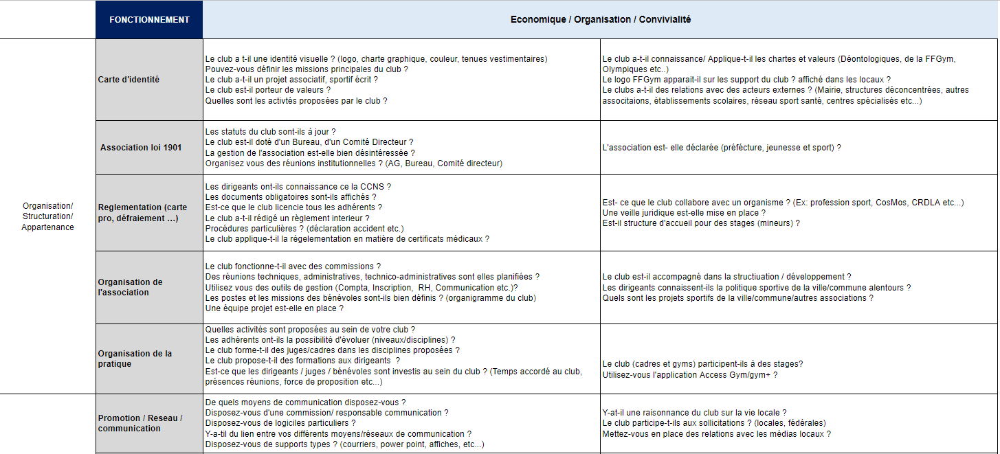 FONCTIONNEMENT
Economique / Organisation / Convivialité
Organisation/
Structuration/
Appartenance
Carte d'identité
Le club a t-il une identité visuelle ? (logo, charte graphique, couleur, tenues vestimentaires)
Pouvez-vous définir les missions principales du club ?
Le club a-t-il un projet associatif, sportif écrit ?
Le club est-il porteur de valeurs ?
Quelles sont les activtés proposées par le club ?
Le club a-t-il connaissance/ Applique-t-il les chartes et valeurs (Déontologiques, de la FFGym,
Olympiques etc..)
Le logo FFGym apparait-il sur les support du club ? affiché dans les locaux ?
Le clubs a-t-il des relations avec des acteurs externes ? (Mairie, structures déconcentrées, autres
associtaions, établissements scolaires, réseau sport santé, centres spécialisés etc...)
Association loi 1901
Les statuts du club sont-ils à jour ?
Le club est-il doté d'un Bureau, d'un Comité Directeur ?
La gestion de l'association est-elle bien désintéressée ?
Organisez vous des réunions institutionnelles ? (AG, Bureau, Comité directeur)
L'association est- elle déclarée (préfécture, jeunesse et sport) ?
Reglementation (carte
pro, défraiement ...)
Les dirigeants ont-ils connaissance ce la CCNS ?
Les documents obligatoires sont-ils affichés ?
Est-ce que le club licencie tous les adhérents ?
Le club a-t-il rédigé un règlement interieur ?
Procédures particulières ? (déclaration accident etc.)
Le club applique-t-il la régelementation en matière de certificats médicaux ?
Est- ce que le club collabore avec un organisme ? (Ex: profession sport, CosMos, CRDLA etc...)
Une veille juridique est-elle mise en place ?
Est-il structure d'accueil pour des stages (mineurs) ?
Organisation de
l'association
Le club fonctionne-t-il avec des commissions ?
Des réunions techniques, administratives, technico-administratives sont elles planifiées ?
Utilisez vous des outils de gestion (Compta, Inscription, RH, Communication etc.)?
Les postes et les missions des bénévoles sont-ils bien définis ? (organigramme du club)
Une équipe projet est-elle en place ?
Le club est-il accompagné dans la structiuation / développement ?
Les dirigeants connaissent-ils la politique sportive de la ville/commune alentours ?
Quels sont les projets sportifs de la ville/commune/autres associations ?
Organisation de la
pratique
Quelles activités sont proposées au sein de votre club ?
Les adhérents ont-ils la possibilité d'évoluer (niveaux/disciplines) ?
Le club forme-t-il des juges/cadres dans les disciplines proposées ?
Le club propose-t-il des formations aux dirigeants ?
Est-ce que les dirigeants / juges / bénévoles sont investis au sein du club ? (Temps accordé au club,
présences réunions, force de proposition etc...)
Le club (cadres et gyms) participent-ils à des stages?
Utilisez-vous l'application Access Gym/gym+ ?
Promotion / Reseau /
communication
De quels moyens de communication disposez-vous ?
Disposez-vous d'une commission/ responsable communication ?
Disposez-vous de logiciles particuliers ?
Y-a-til du lien entre vos différents moyens/réseaux de communication ?
Disposez-vous de supports types ? (courriers, power point, affiches, etc...)
Y-at-il une raisonnance du club sur la vie locale ?
Le club participe-t-ils aux sollicitations ? (locales, fédérales)
Mettez-vous en place des relations avec les médias locaux ?